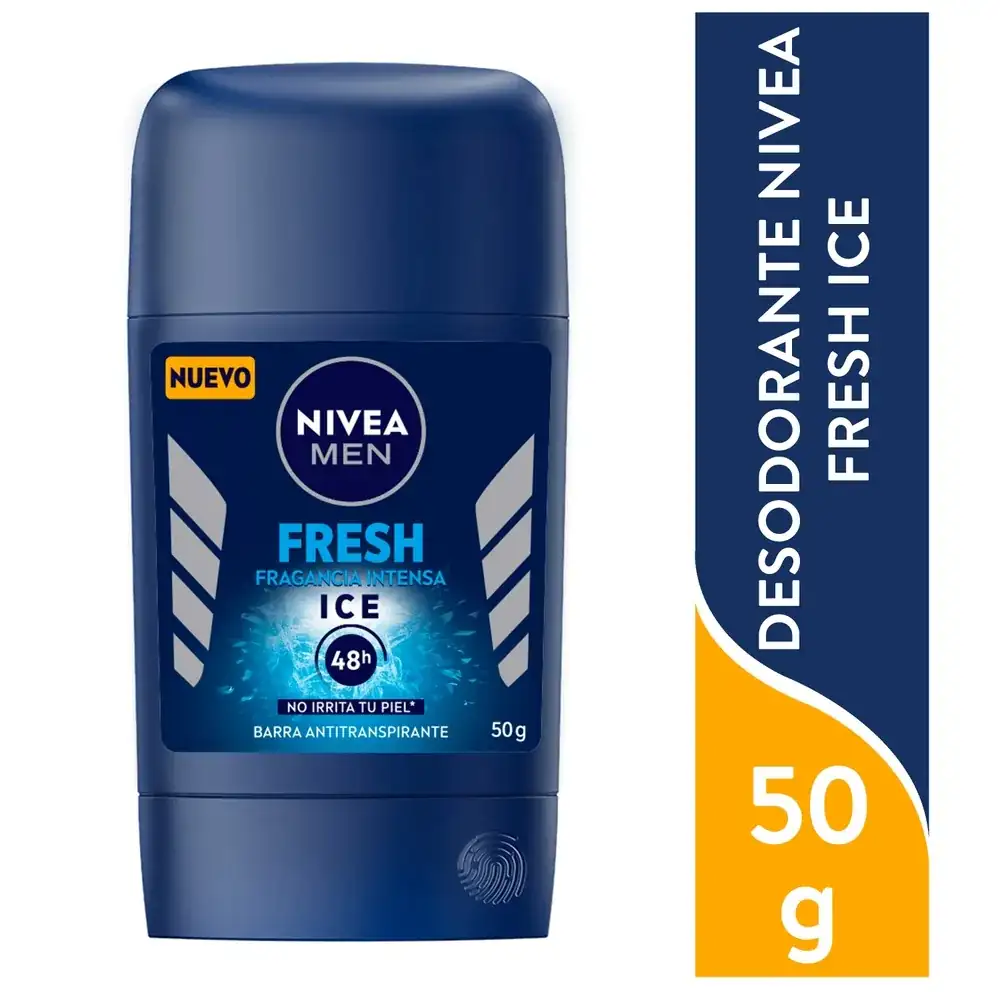 NUEVO
NIVEA
MEN
FRESH
FRAGANCIA INTENSA
ICE
48h
NO IRRITA TU PIEL*
BARRA ANTITRANSPIRANTE
50g
DESODORANTE NIVEA
FRESH ICE
50
g